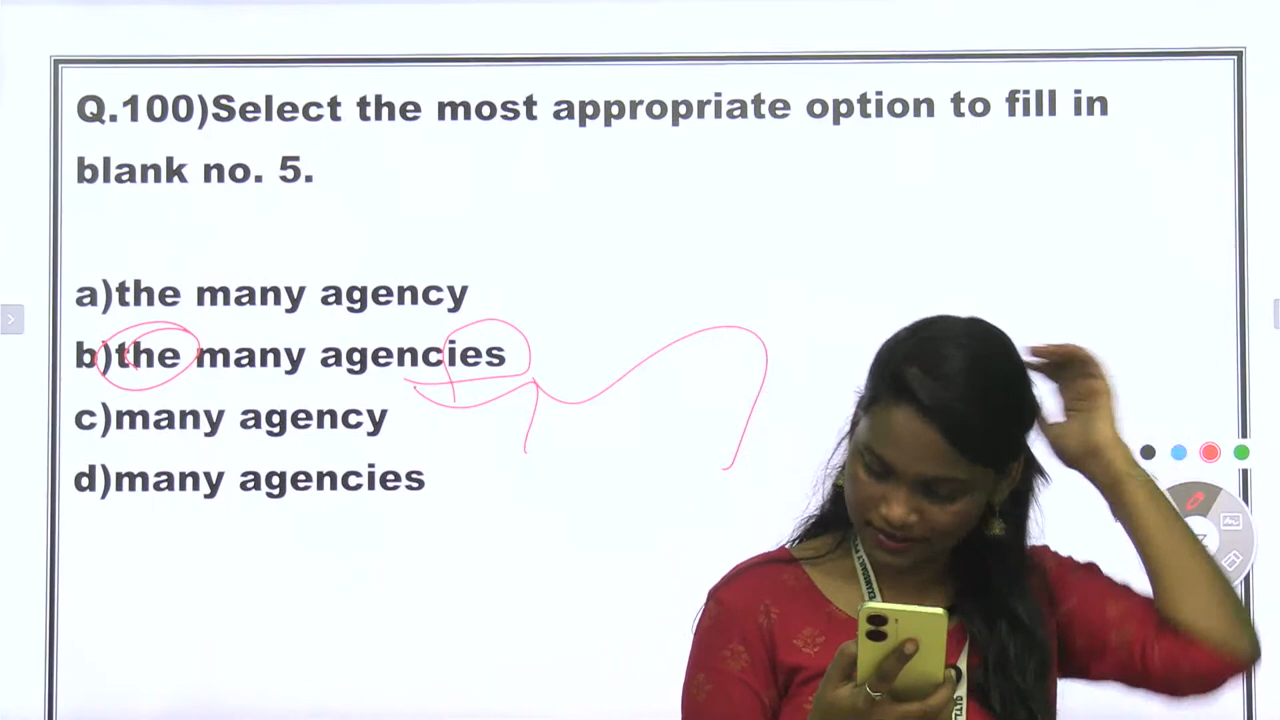 Q.100)Select the most appropriate option to fill in
blank no. 5.
a)the many agency
b)the many agencies
c)many agency
d)many agencies